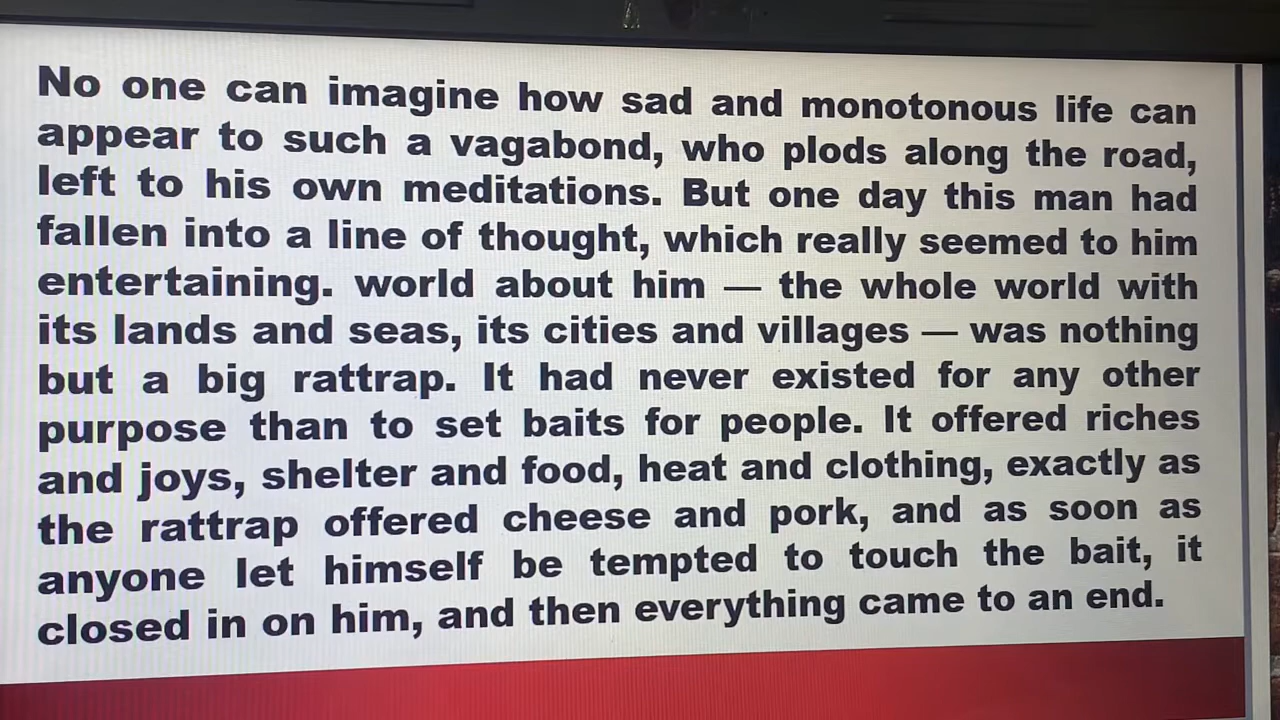 No one can imagine how sad and monotonous life can
appear to such a vagabond, who plods along the road,
left to his own meditations. But one day this man had
fallen into a line of thought, which really seemed to him
entertaining. world about him — the whole world with
its lands and seas, its cities and villages — was nothing
but a big rattrap. It had never existed for any other
purpose than to set baits for people. It offered riches
and joys, shelter and food, heat and clothing, exactly as
the rattrap offered cheese and pork, and as soon as
anyone let himself be tempted to touch the bait, it
closed in on him, and then everything came to an end.